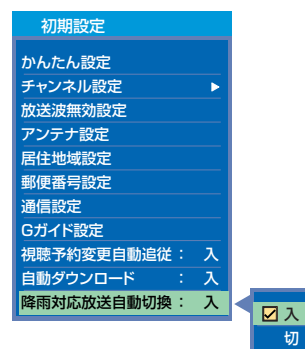 初期設定
かんたん設定
チャンネル設定
放送波無効設定
アンテナ設定
居住地域設定
郵便番号設定
通信設定
Gガイド設定
視聴予約変更自動追従： 入
自動ダウンロード ： 入
降雨対応放送自動切換： 入
入
切